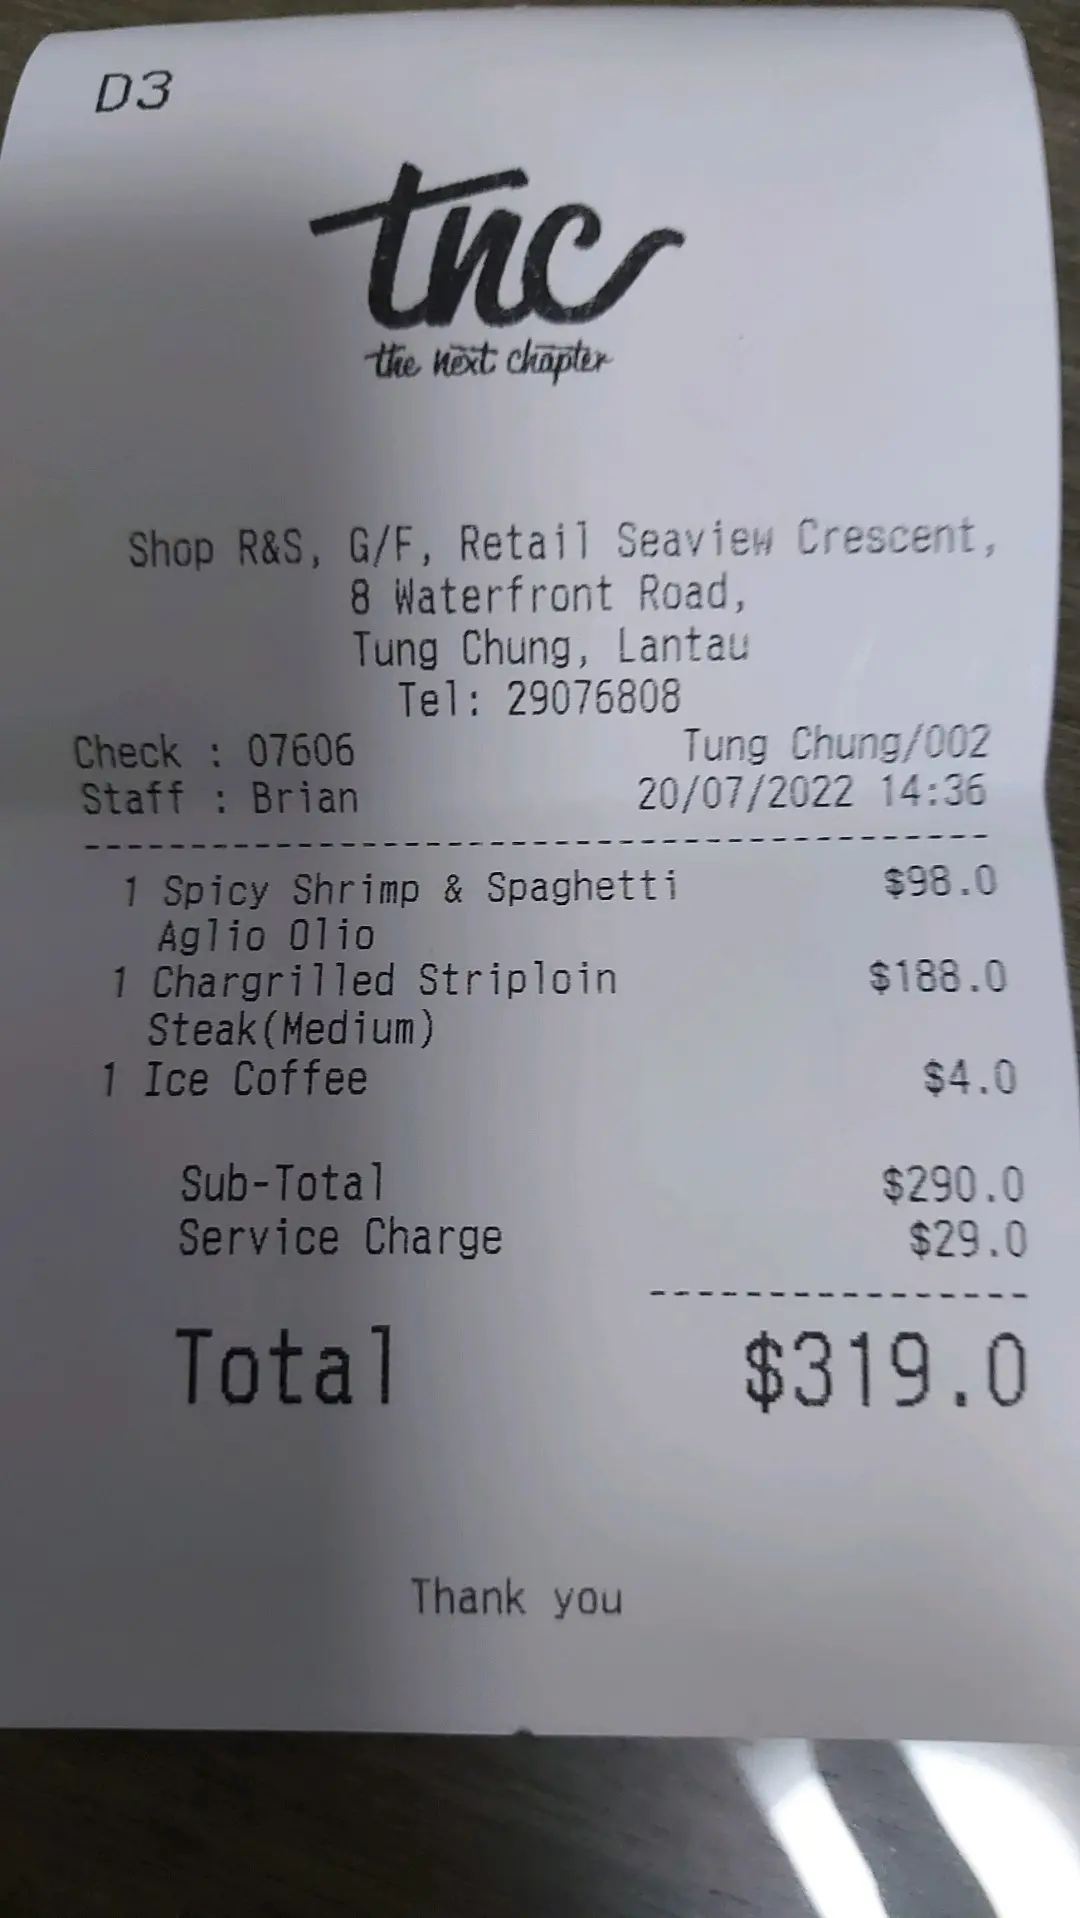 D3
tnc
the next chapter
Shop R&S, G/F, Retail Seaview Crescent,
8 Waterfront Road,
Tung Chung, Lantau
Tel: 29076808
Check : 07606 Tung Chung/002
Staff : Brian 20/07/2022 14:36
1 Spicy Shrimp & Spaghetti $98.0
Aglio Olio
1 Chargrilled Striploin $188.0
Steak(Medium)
1 Ice Coffee $4.0
Sub-Total $290.0
Service Charge $29.0
Total $319.0
Thank you